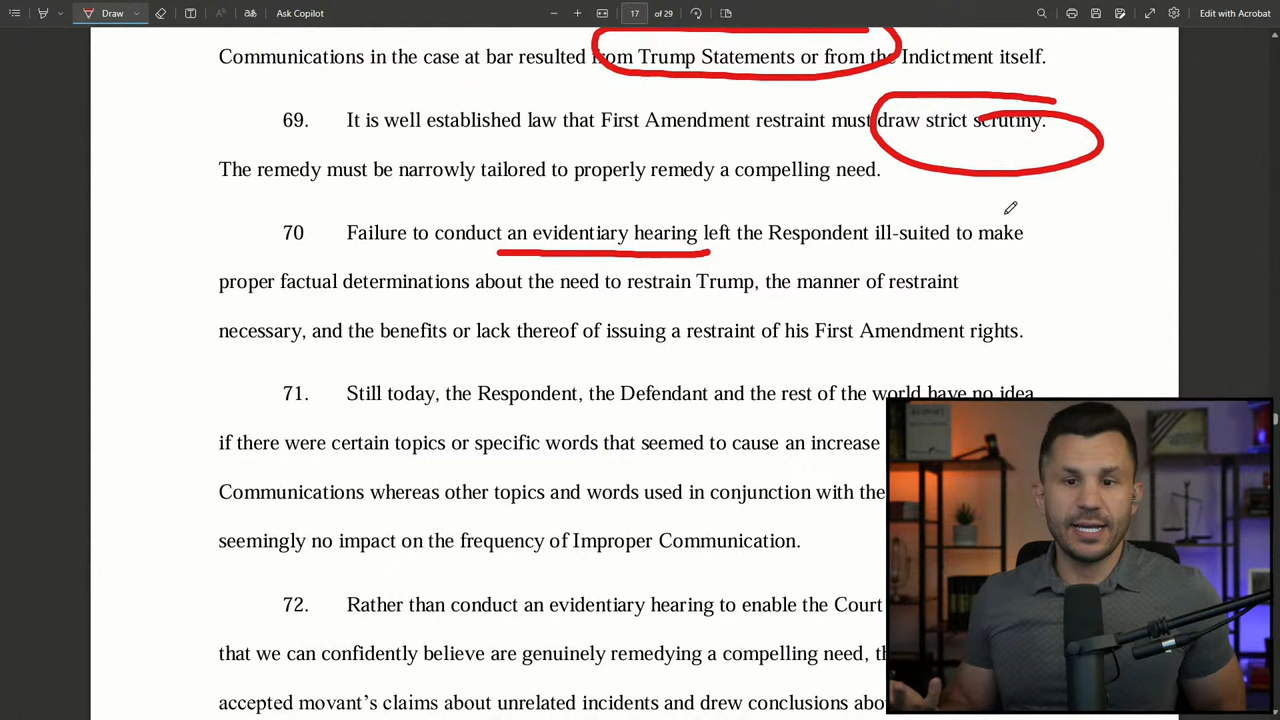 Draw
Ask Copilot
17 of 29
Edit with Acrobat
Communications in the case at bar resulted from Trump Statements or from the Indictment itself.
69. It is well established law that First Amendment restraint must draw strict scrutiny.
The remedy must be narrowly tailored to properly remedy a compelling need.
70 Failure to conduct an evidentiary hearing left the Respondent ill-suited to make
proper factual determinations about the need to restrain Trump, the manner of restraint
necessary, and the benefits or lack thereof of issuing a restraint of his First Amendment rights.
71. Still today, the Respondent, the Defendant and the rest of the world have no idea
if there were certain topics or specific words that seemed to cause an increase
Communications whereas other topics and words used in conjunction with the
seemingly no impact on the frequency of Improper Communication.
72. Rather than conduct an evidentiary hearing to enable the Court
that we can confidently believe are genuinely remedying a compelling need,
accepted movant's claims about unrelated incidents and drew conclusions